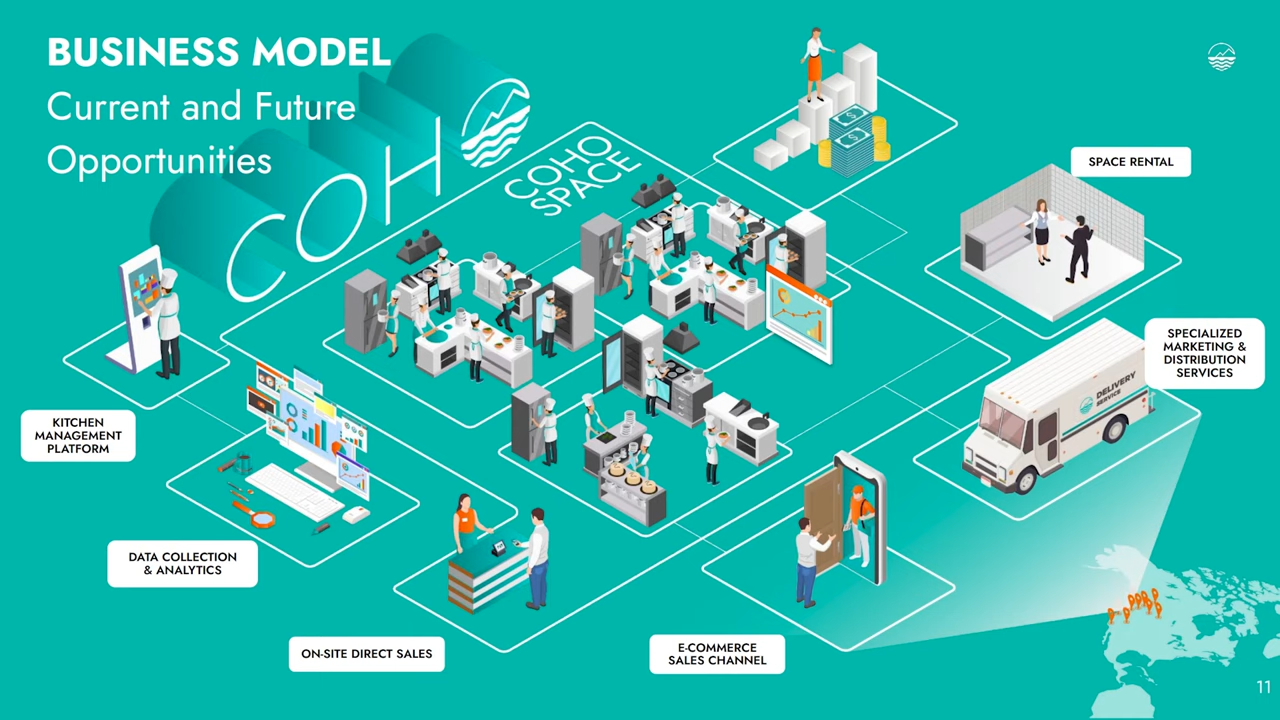 BUSINESS MODEL
Current and Future
Opportunities
COHO
COHO
SPACE
SPACE RENTAL
SPECIALIZED
MARKETING &
DISTRIBUTION
SERVICES
DELIVERY
SERVICE
KITCHEN
MANAGEMENT
PLATFORM
DATA COLLECTION
& ANALYTICS
ON-SITE DIRECT SALES
E-COMMERCE
SALES CHANNEL
11